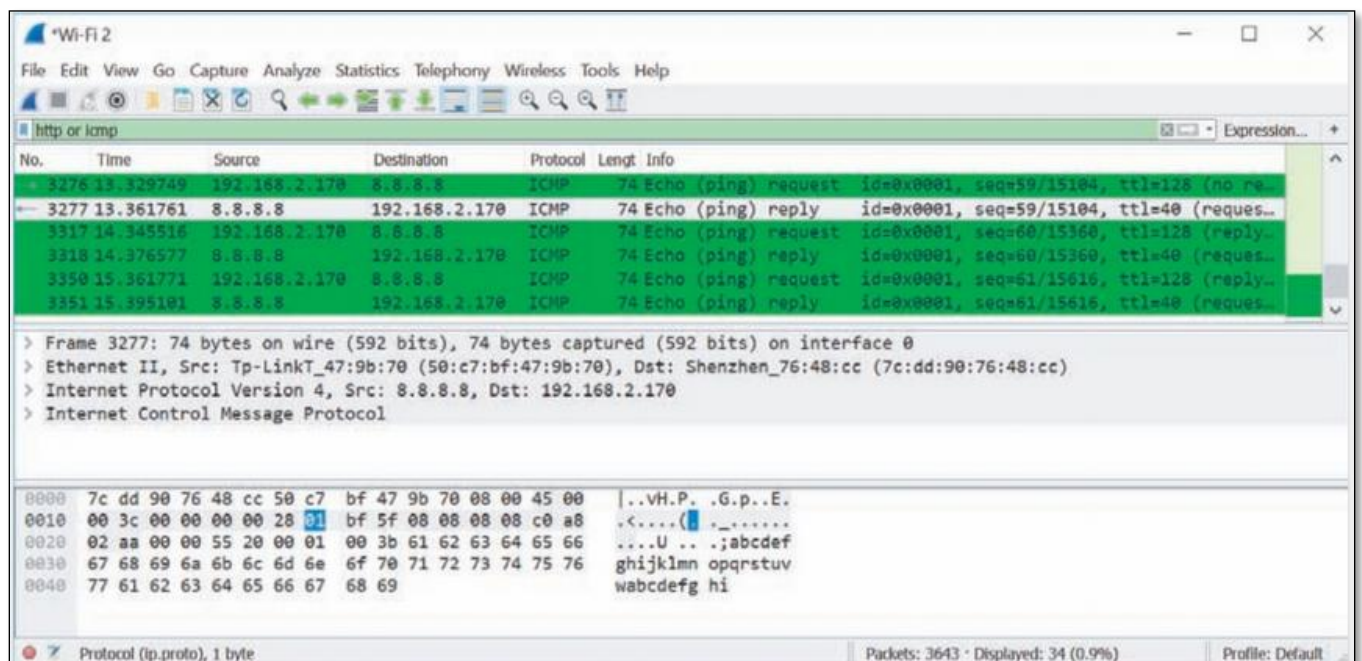 *Wi-Fi 2
File Edit View Go Capture Analyze Statistics Telephony Wireless Tools Help
http or icmp Expression... +
No. Time Source Destination Protocol Lengt Info
3276 13.329749 192.168.2.170 8.8.8.8 ICMP 74 Echo (ping) request id=0x0001, seq=59/15104, ttl=128 (no re...
3277 13.361761 8.8.8.8 192.168.2.170 ICMP 74 Echo (ping) reply id=0x0001, seq=59/15104, ttl=40 (reques...
3317 14.345516 192.168.2.170 8.8.8.8 ICMP 74 Echo (ping) request id=0x0001, seq=60/15360, ttl=128 (reply...
3318 14.376577 8.8.8.8 192.168.2.170 ICMP 74 Echo (ping) reply id=0x0001, seq=60/15360, ttl=40 (reques...
3350 15.361771 192.168.2.170 8.8.8.8 ICMP 74 Echo (ping) request id=0x0001, seq=61/15616, ttl=128 (reply...
3351 15.395101 8.8.8.8 192.168.2.170 ICMP 74 Echo (ping) reply id=0x0001, seq=61/15616, ttl=40 (reques...
> Frame 3277: 74 bytes on wire (592 bits), 74 bytes captured (592 bits) on interface 0
> Ethernet II, Src: Tp-LinkT_47:9b:70 (50:c7:bf:47:9b:70), Dst: Shenzhen_76:48:cc (7c:dd:90:76:48:cc)
> Internet Protocol Version 4, Src: 8.8.8.8, Dst: 192.168.2.170
> Internet Control Message Protocol
0000 7c dd 90 76 48 cc 50 c7 bf 47 9b 70 08 00 45 00 |..vH.P. .G.p..E.
0010 00 3c 00 00 00 00 28 01 bf 5f 08 08 08 08 c0 a8 .<....(. ._......
0020 02 aa 00 00 55 20 00 01 00 3b 61 62 63 64 65 66 ....U .. .;abcdef
0030 67 68 69 6a 6b 6c 6d 6e 6f 70 71 72 73 74 75 76 ghijklmn opqrstuv
0040 77 61 62 63 64 65 66 67 68 69 wabcdefg hi
Protocol (ip.proto), 1 byte Packets: 3643 · Displayed: 34 (0.9%) Profile: Default